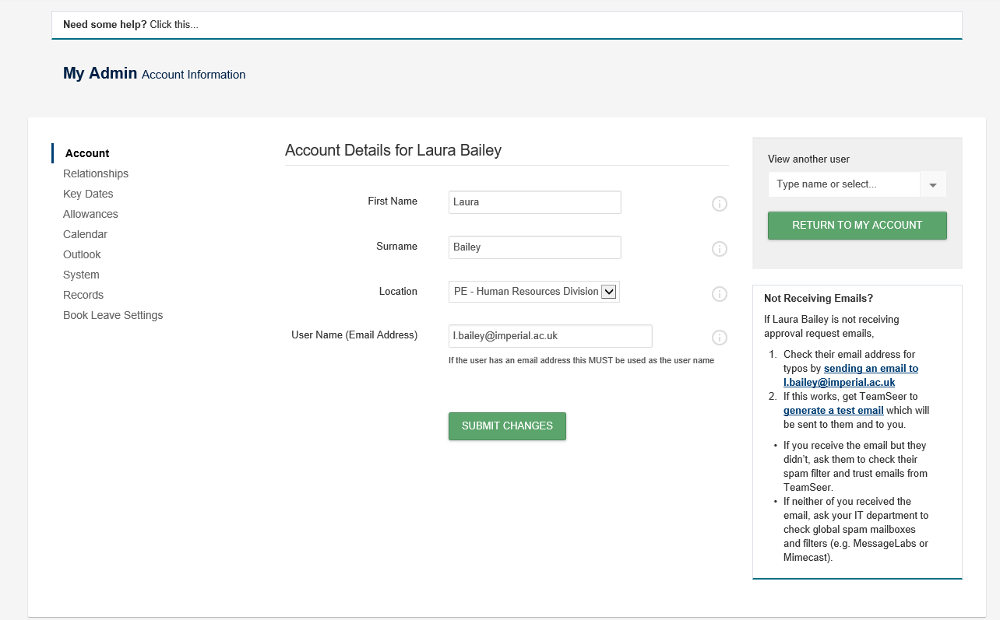 Need some help? Click this...
My Admin Account Information
Account
Relationships
Key Dates
Allowances
Calendar
Outlook
System
Records
Book Leave Settings
Account Details for Laura Bailey
First Name
Laura
Surname
Bailey
Location
PE - Human Resources Division
User Name (Email Address)
l.bailey@imperial.ac.uk
If the user has an email address this MUST be used as the user name
SUBMIT CHANGES
View another user
Type name or select...
RETURN TO MY ACCOUNT
Not Receiving Emails?
If Laura Bailey is not receiving
approval request emails,
1. Check their email address for
typos by sending an email to
l.bailey@imperial.ac.uk
2. If this works, get TeamSeer to
generate a test email which will
be sent to them and to you.
• If you receive the email but they
didn't, ask them to check their
spam filter and trust emails from
TeamSeer.
• If neither of you received the
email, ask your IT department to
check global spam mailboxes
and filters (e.g. MessageLabs or
Mimecast).